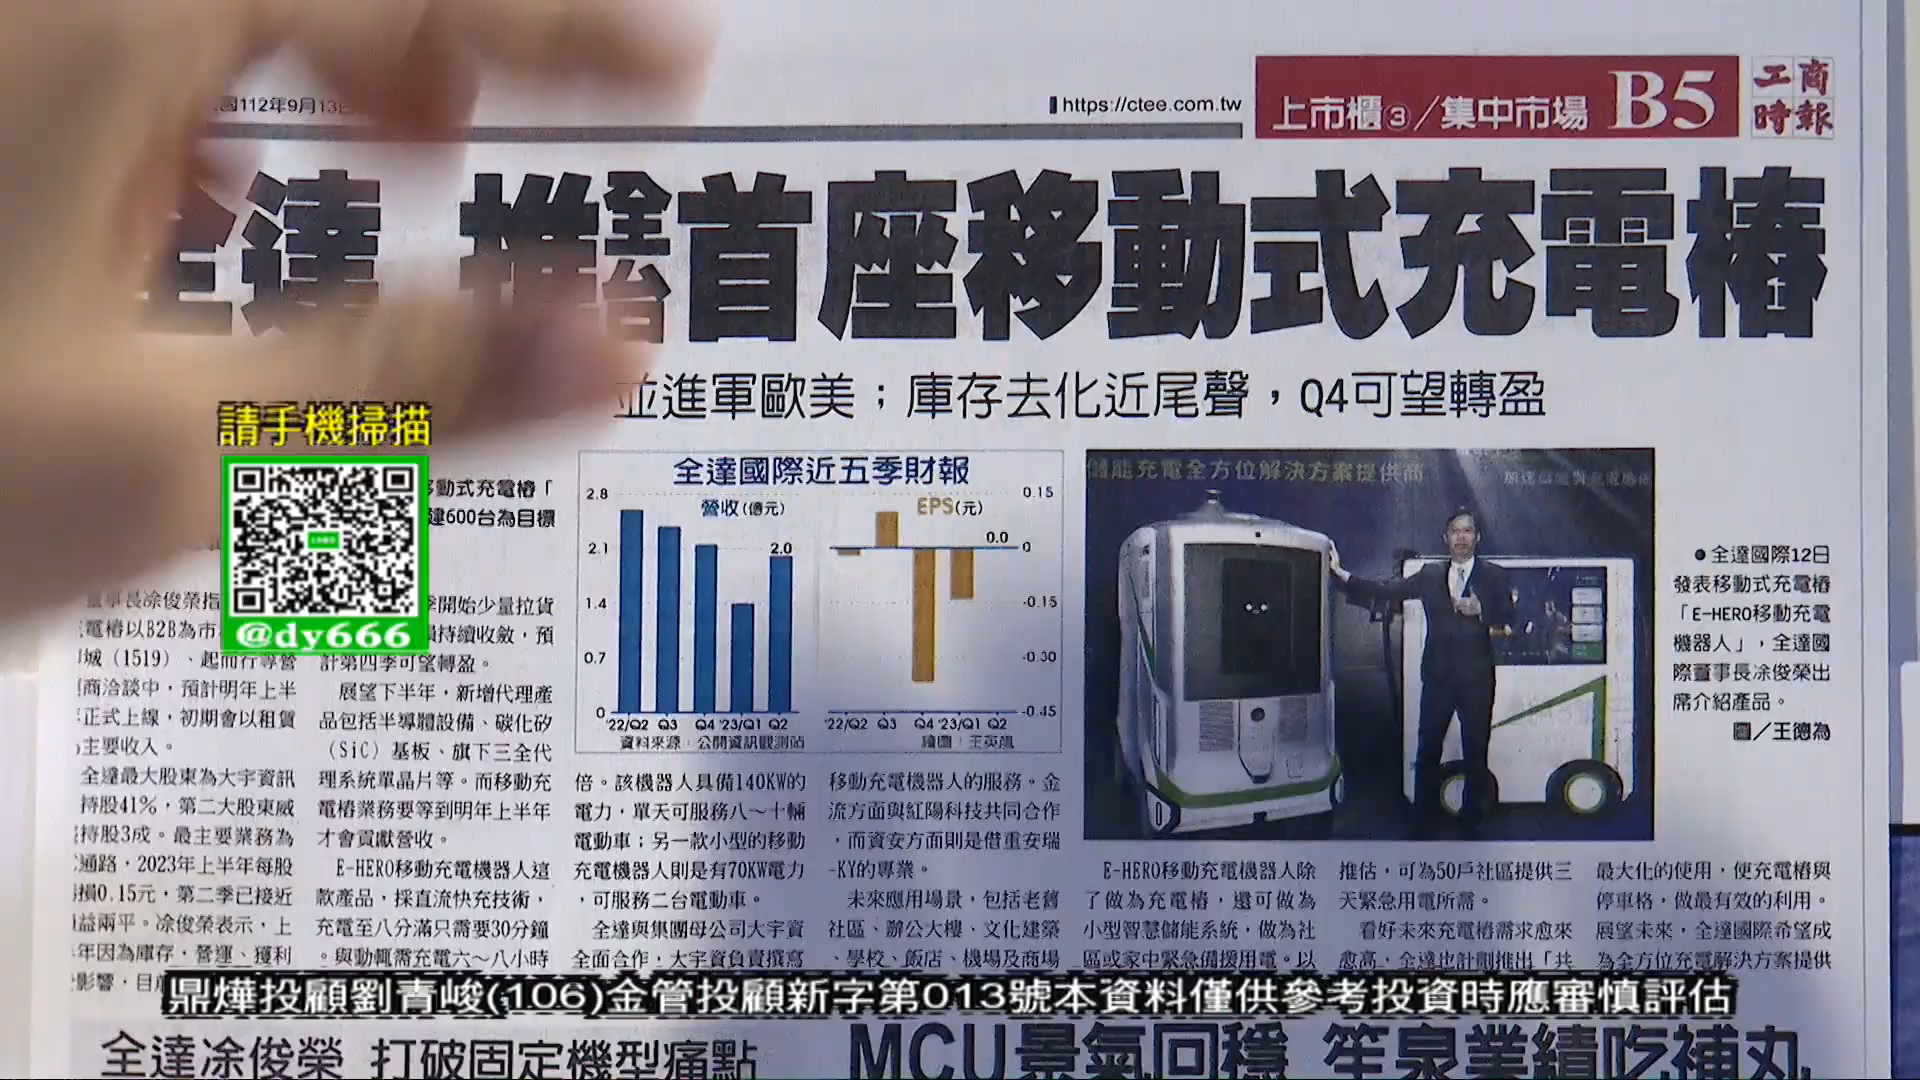 112年9月13日
https://ctee.com.tw
上市櫃③/集中市場 B5
工商時報
全達 推全台首座移動式充電樁
並進軍歐美；庫存去化近尾聲，Q4可望轉盈
請手機掃描
@dy666
移動式充電樁「
建600台為目標
董事長凃俊榮指
充電樁以B2B為市
城（1519）、起而行等營
商洽談中，預計明年上半
正式上線，初期會以租賃
主要收入。
全達最大股東為大宇資訊
持股41%，第二大股東威
持股3成。最主要業務為
通路，2023年上半年每股
損0.15元，第二季已接近
益兩平。凃俊榮表示，上
年因為庫存，營運、獲利
影響，目前
季開始少量拉貨
持續收斂，預
計第四季可望轉盈。
展望下半年，新增代理產
品包括半導體設備、碳化矽
（SiC）基板、旗下三全代
理系統單晶片等。而移動充
電樁業務要等到明年上半年
才會貢獻營收。
E-HERO移動充電機器人這
款產品，採直流快充技術，
充電至八分滿只需要30分鐘
。與動輒需充電六～八小時
全達國際近五季財報
營收(億元)
2.8
2.1
1.4
0.7
0
2.0
'22/Q2 Q3 Q4 '23/Q1 Q2
EPS(元)
0.15
0
-0.15
-0.30
-0.45
0.0
'22/Q2 Q3 Q4 '23/Q1 Q2
資料來源：公開資訊觀測站
繪圖：王英嵐
倍。該機器人具備140KW的
電力，單天可服務八～十輛
電動車；另一款小型的移動
充電機器人則是有70KW電力
，可服務二台電動車。
全達與集團母公司大宇資
全面合作，大宇資負責撰寫
移動充電機器人的服務。金
流方面與紅陽科技共同合作
，而資安方面則是借重安瑞
-KY的專業。
未來應用場景，包括老舊
社區、辦公大樓、文化建築
、學校、飯店、機場及商場
儲能充電全方位解決方案提供商
●全達國際12日
發表移動式充電樁
「E-HERO移動充電
機器人」，全達國
際董事長凃俊榮出
席介紹產品。
圖／王德為
E-HERO移動充電機器人除
了做為充電樁，還可做為
小型智慧儲能系統，做為社
區或家中緊急備援用電。以
推估，可為50戶社區提供三
天緊急用電所需。
看好未來充電樁需求愈來
愈高，全達也計劃推出「共
最大化的使用，使充電樁與
停車格，做最有效的利用。
展望未來，全達國際希望成
為全方位充電解決方案提供
鼎燁投顧劉青峻(106)金管投顧新字第013號本資料僅供參考投資時應審慎評估
全達凃俊榮 打破固定機型痛點
MCU景氣回穩 笙泉業績吃補丸